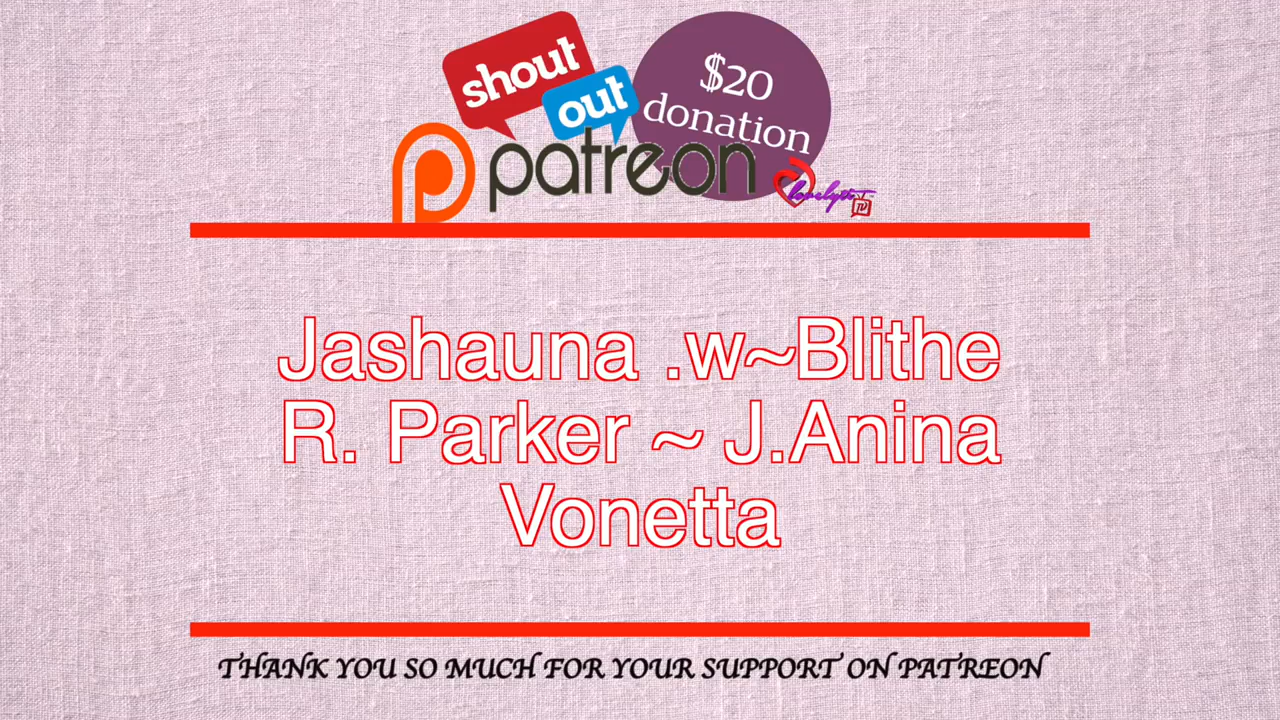 shout
out
$20
donation
patreon
Jashauna .w~Blithe
R. Parker ~ J.Anina
Vonetta
THANK YOU SO MUCH FOR YOUR SUPPORT ON PATREON